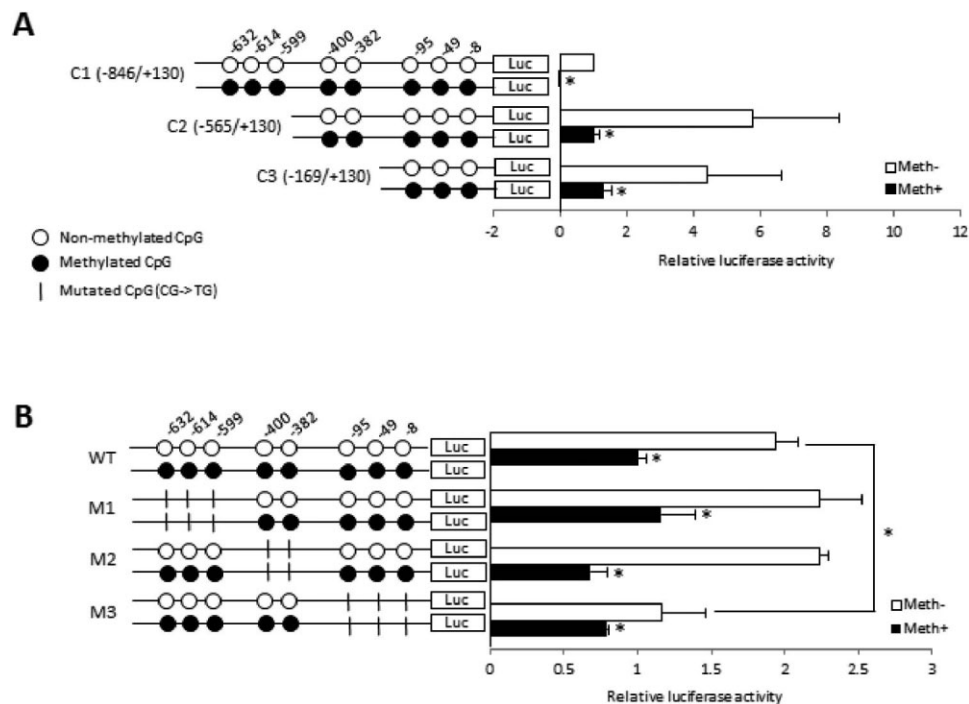 A
-632 -614 -599 -400 -382 -95 -49 -8
C1 (-846/+130)
Luc
*
Luc
C2 (-565/+130)
Luc
Luc
*
C3 (-169/+130)
Luc
Luc
*
Meth-
Meth+
-2 0 2 4 6 8 10 12
Relative luciferase activity
Non-methylated CpG
Methylated CpG
Mutated CpG(CG->TG)
B
-632 -614 -599 -400 -382 -95 -49 -8
WT
Luc
Luc
*
M1
Luc
Luc
*
*
M2
Luc
Luc
*
M3
Luc
Luc
*
Meth-
Meth+
0 0.5 1 1.5 2 2.5 3
Relative luciferase activity